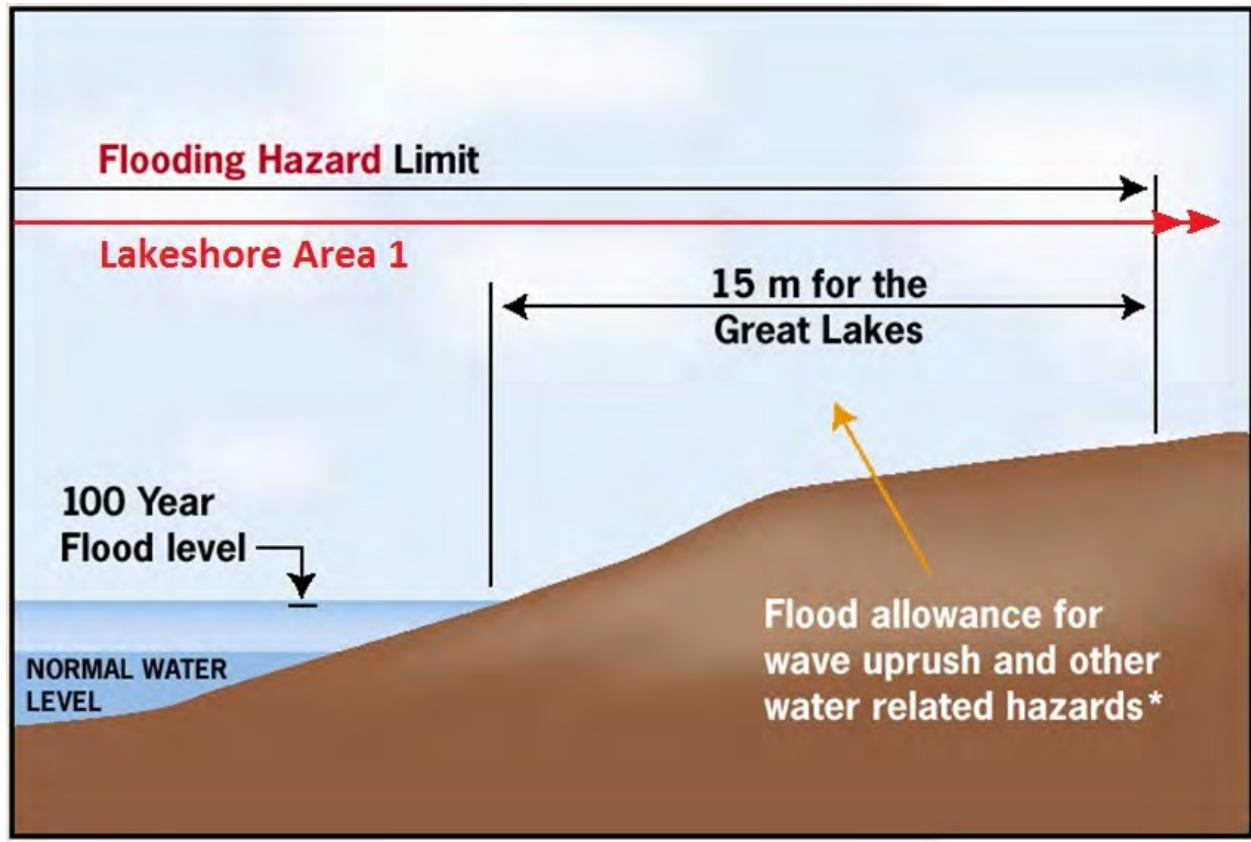 Flooding Hazard Limit
Lakeshore Area 1
15 m for the
Great Lakes
100 Year
Flood level
NORMAL WATER
LEVEL
Flood allowance for
wave uprush and other
water related hazards*